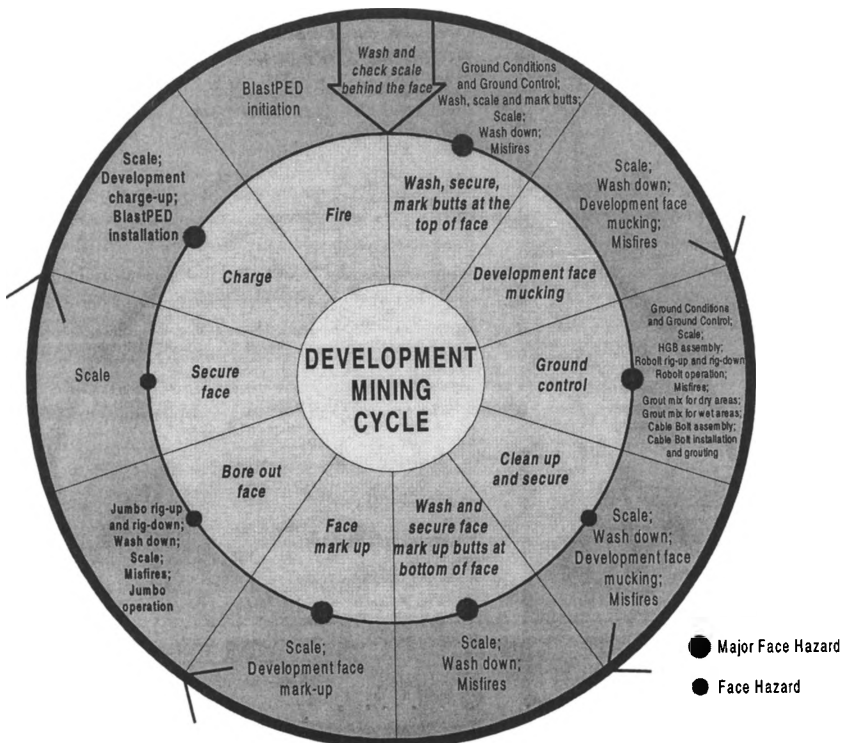 Wash and
check scale
behind the face
Ground Conditions
and Ground Control;
Wash, scale and mark butts;
Scale;
Wash down;
Misfires
Scale;
Wash down;
Development face
mucking;
Misfires
Ground Conditions
and Ground Control;
Scale;
HGB assembly;
Robolt rig-up and rig-down
Robolt operation;
Misfires;
Grout mix for dry areas;
Grout mix for wet areas;
Cable Bolt assembly;
Cable Bolt installation
and grouting
Scale;
Wash down;
Development face
mucking;
Misfires
Scale;
Wash down;
Misfires
Scale;
Development face
mark-up
Jumbo rig-up
and rig-down;
Wash down;
Scale;
Misfires;
Jumbo
operation
Scale
Scale;
Development
charge-up;
BlastPED
installation
BlastPED
initiation
Wash, secure,
mark butts at the
top of face
Development face
mucking
Ground
control
Clean up
and secure
Wash and
secure face
mark up butts at
bottom of face
Face
mark up
Bore out
face
Secure
face
Charge
Fire
DEVELOPMENT
MINING
CYCLE
Major Face Hazard
Face Hazard